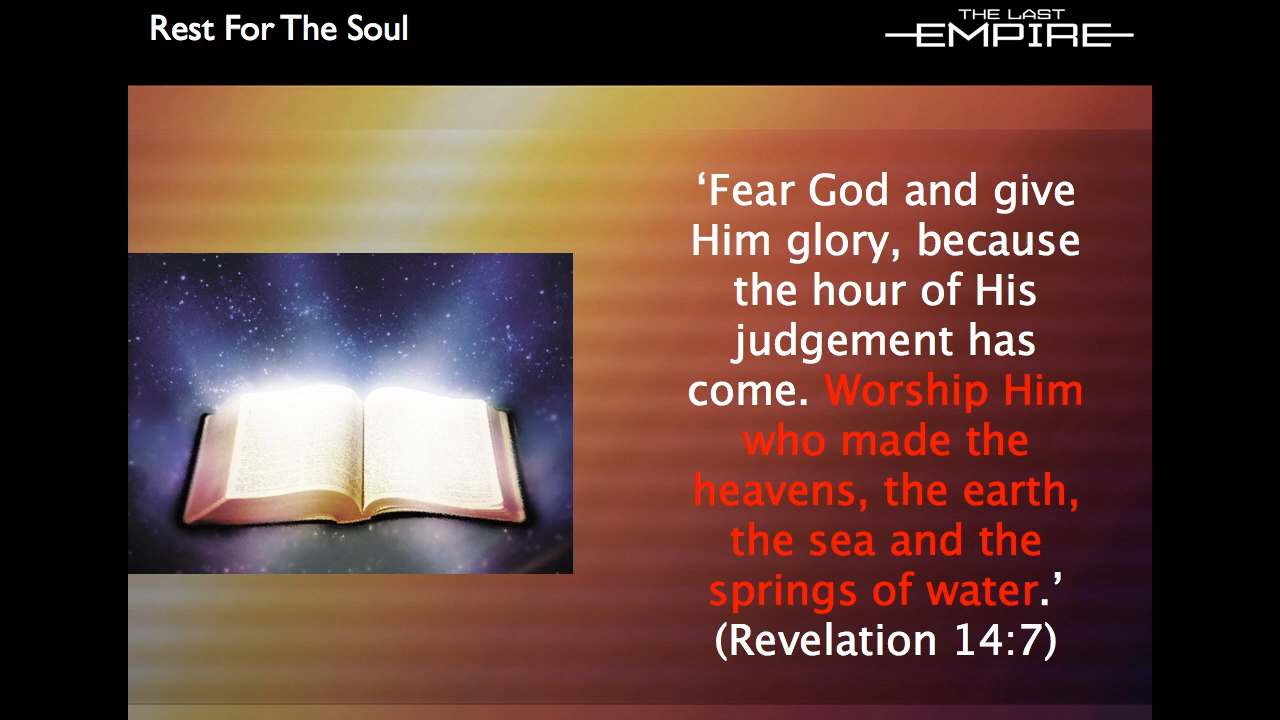 Rest For The Soul
THE LAST
EMPIRE
‘Fear God and give
Him glory, because
the hour of His
judgement has
come. Worship Him
who made the
heavens, the earth,
the sea and the
springs of water.’
(Revelation 14:7)